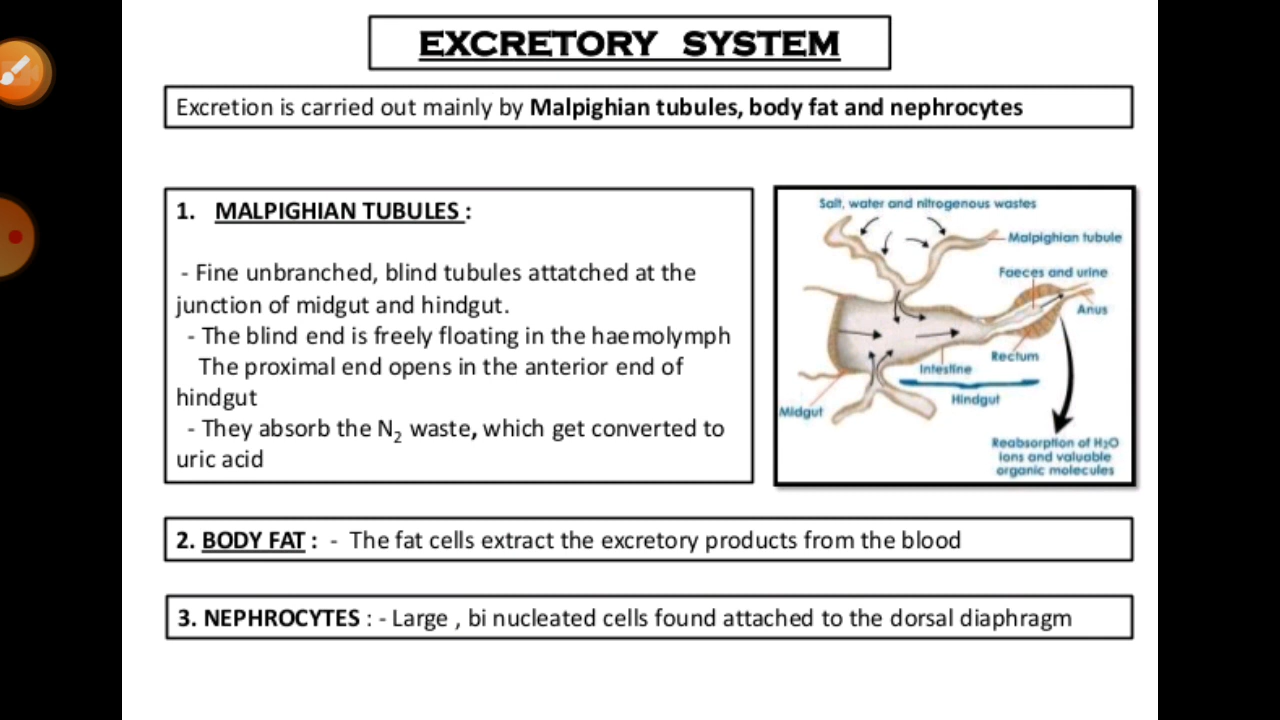 EXCRETORY SYSTEM
Excretion is carried out mainly by Malpighian tubules, body fat and nephrocytes
1. MALPIGHIAN TUBULES :
- Fine unbranched, blind tubules attatched at the
junction of midgut and hindgut.
- The blind end is freely floating in the haemolymph
The proximal end opens in the anterior end of
hindgut
- They absorb the N₂ waste, which get converted to
uric acid
Salt, water and nitrogenous wastes
Malpighian tubule
Faeces and urine
Anus
Rectum
Intestine
Hindgut
Midgut
Reabsorption of H₂O
ions and valuable
organic molecules
2. BODY FAT : - The fat cells extract the excretory products from the blood
3. NEPHROCYTES : - Large , bi nucleated cells found attached to the dorsal diaphragm